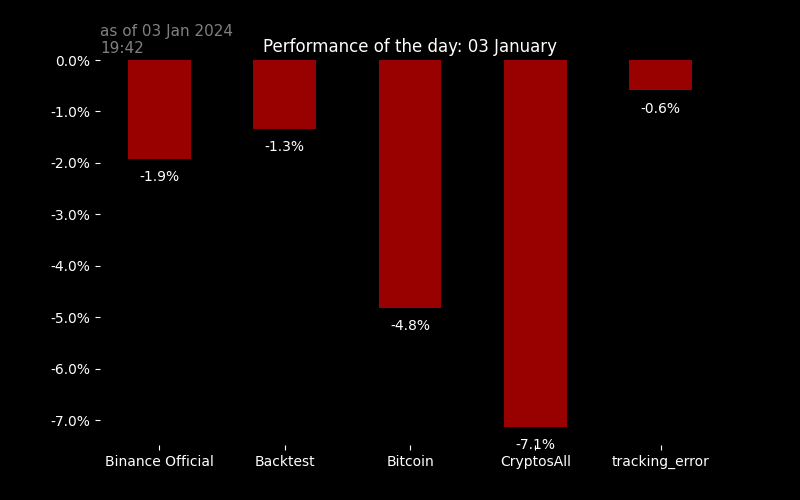 as of 03 Jan 2024
19:42
Performance of the day: 03 January
0.0%
-1.0%
-2.0%
-3.0%
-4.0%
-5.0%
-6.0%
-7.0%
-1.9%
-1.3%
-4.8%
-7.1%
-0.6%
Binance Official
Backtest
Bitcoin
CryptosAll
tracking_error